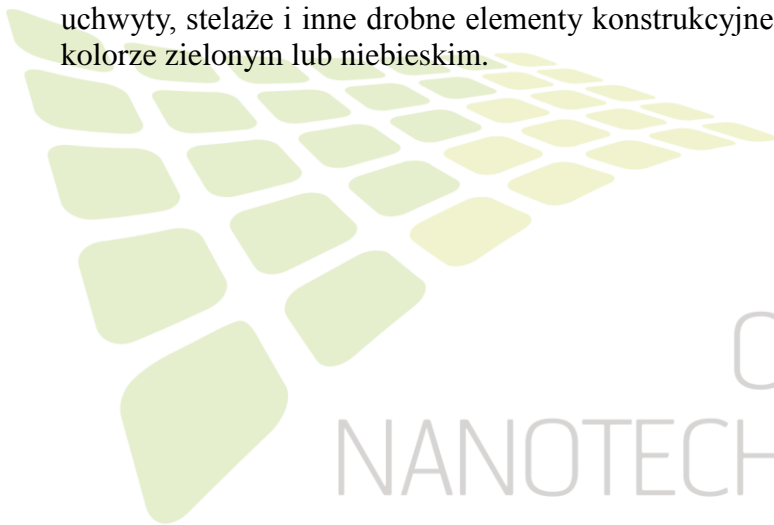 uchwyty, stelaże i inne drobne elementy konstrukcyjne
kolorze zielonym lub niebieskim.
C
NANOTECH